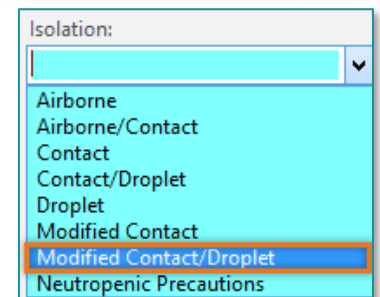 Isolation:
Airborne
Airborne/Contact
Contact
Contact/Droplet
Droplet
Modified Contact
Modified Contact/Droplet
Neutropenic Precautions